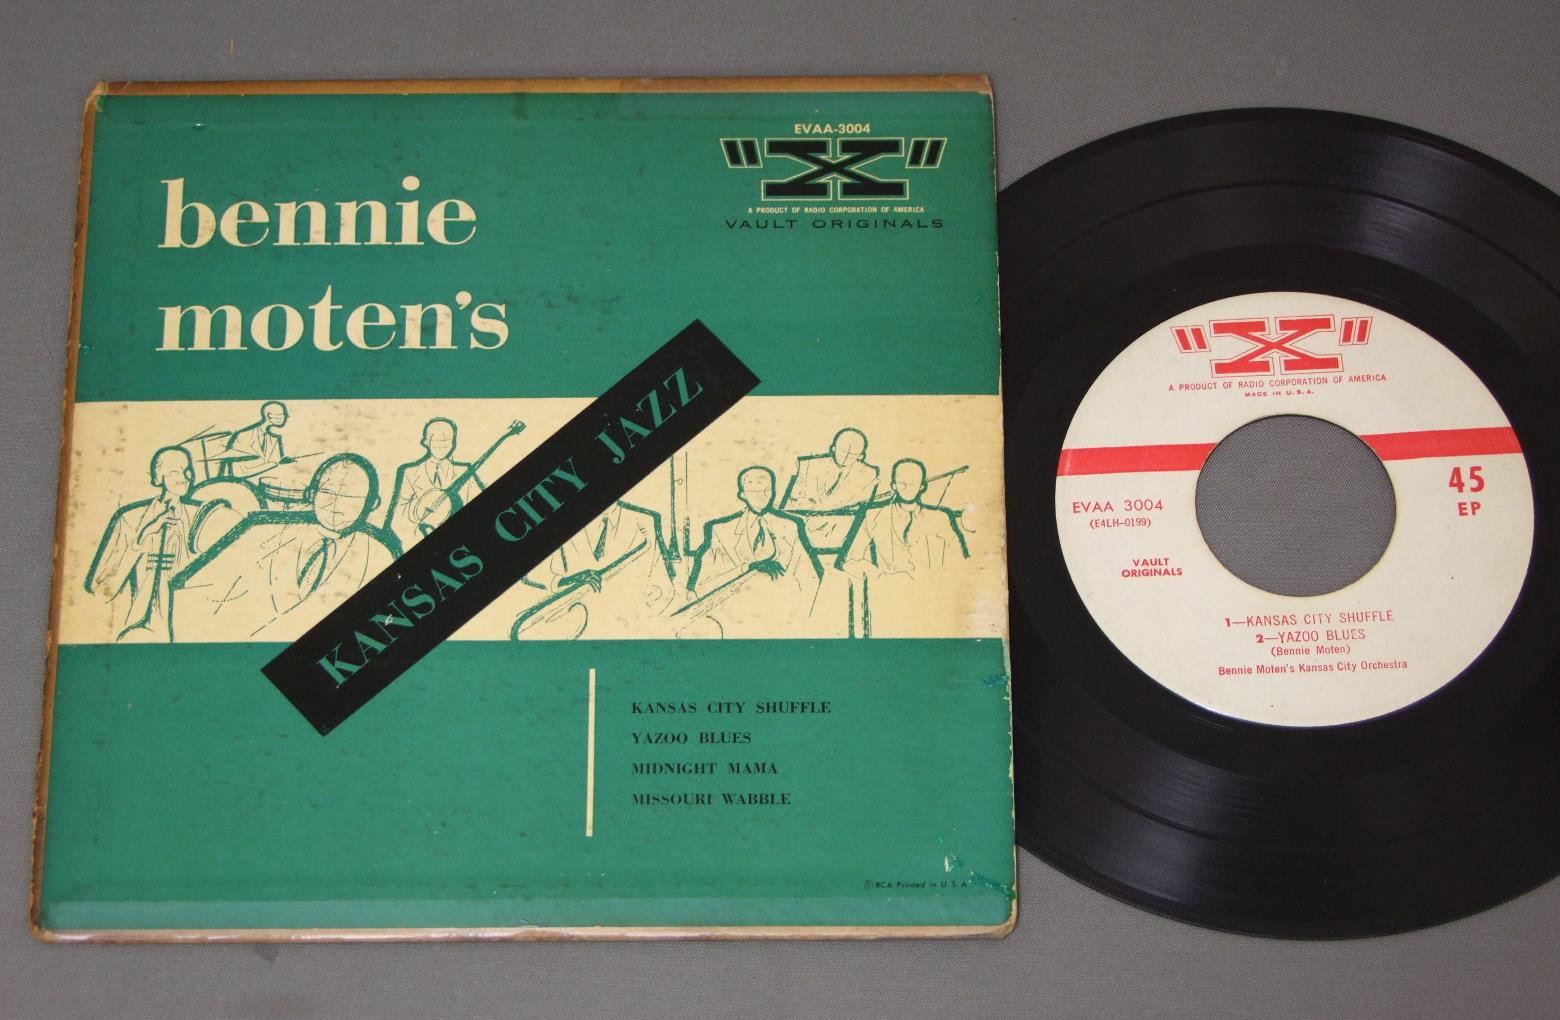 EVAA-3004
"X"
A PRODUCT OF RADIO CORPORATION OF AMERICA
VAULT ORIGINALS
bennie
moten's
KANSAS CITY JAZZ
KANSAS CITY SHUFFLE
YAZOO BLUES
MIDNIGHT MAMA
MISSOURI WABBLE
© RCA Printed in U. S. A.
"X"
A PRODUCT OF RADIO CORPORATION OF AMERICA
MADE IN U. S. A.
45
EP
EVAA 3004
(E4LH-0199)
VAULT
ORIGINALS
1—KANSAS CITY SHUFFLE
2—YAZOO BLUES
(Bennie Moten)
Bennie Moten's Kansas City Orchestra